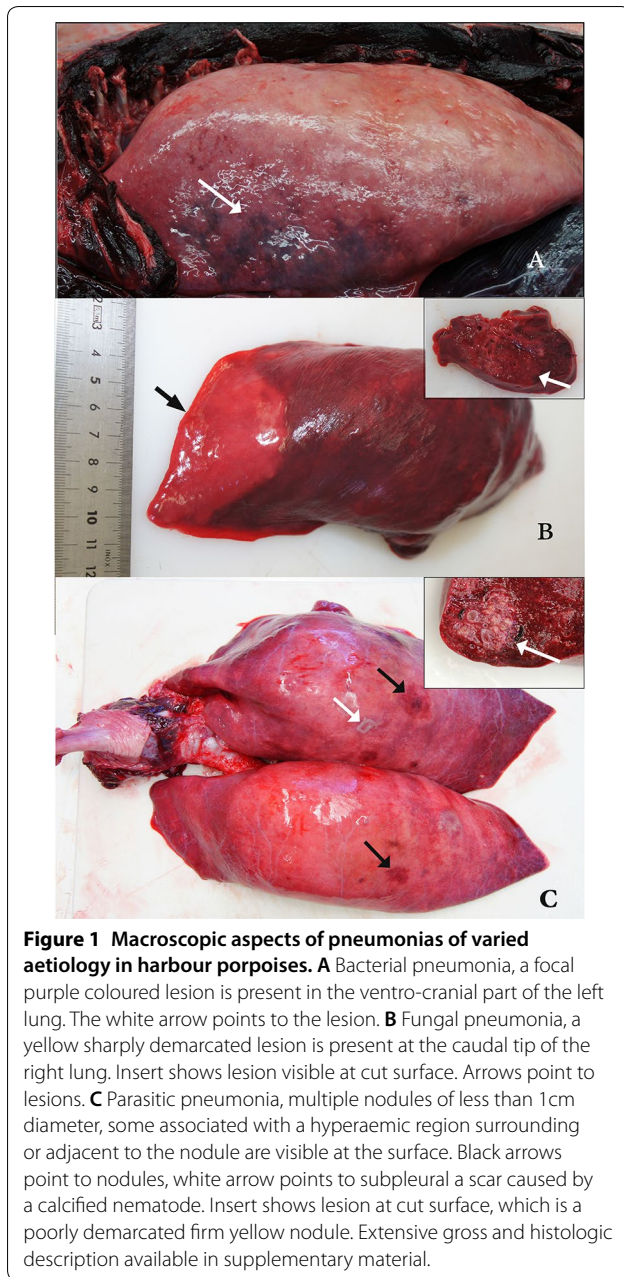 A
2 cm 3
4
5
6
7
8
9
10
11
12
INOX
B
C
Figure 1 Macroscopic aspects of pneumonias of varied
aetiology in harbour porpoises. A Bacterial pneumonia, a focal
purple coloured lesion is present in the ventro-cranial part of the left
lung. The white arrow points to the lesion. B Fungal pneumonia, a
yellow sharply demarcated lesion is present at the caudal tip of the
right lung. Insert shows lesion visible at cut surface. Arrows point to
lesions. C Parasitic pneumonia, multiple nodules of less than 1cm
diameter, some associated with a hyperaemic region surrounding
or adjacent to the nodule are visible at the surface. Black arrows
point to nodules, white arrow points to subpleural a scar caused by
a calcified nematode. Insert shows lesion at cut surface, which is a
poorly demarcated firm yellow nodule. Extensive gross and histologic
description available in supplementary material.